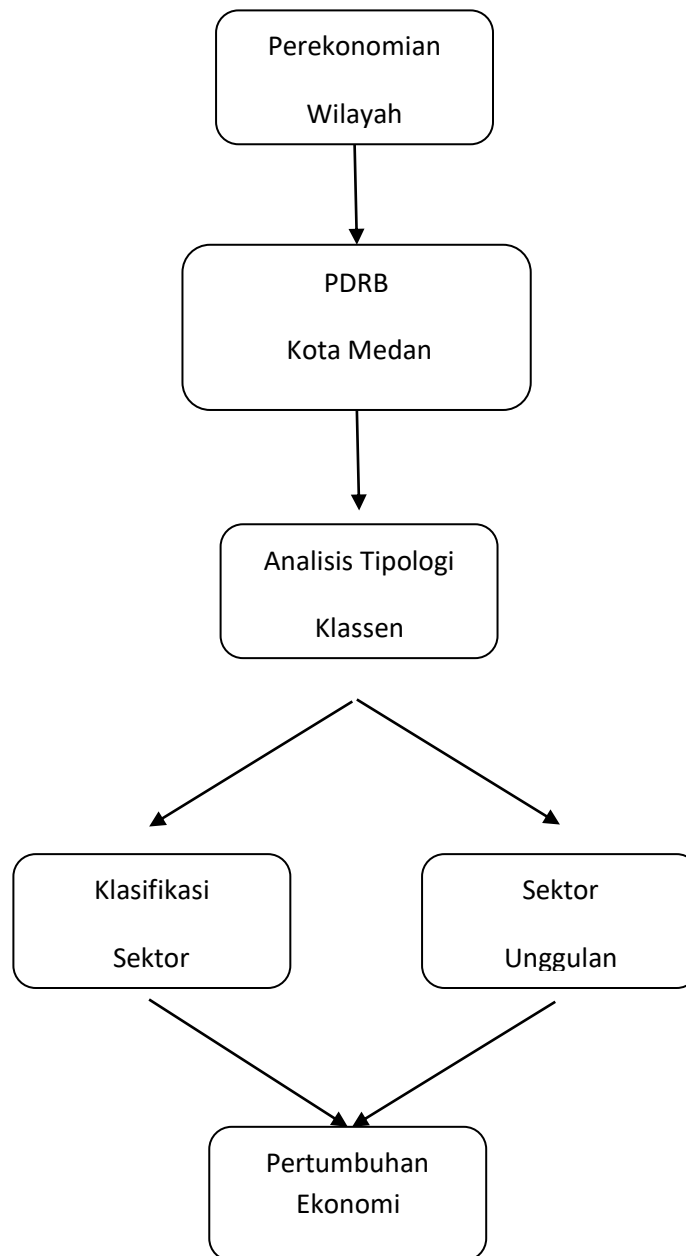 Perekonomian
Wilayah
PDRB
Kota Medan
Analisis Tipologi
Klassen
Klasifikasi
Sektor
Sektor
Unggulan
Pertumbuhan
Ekonomi